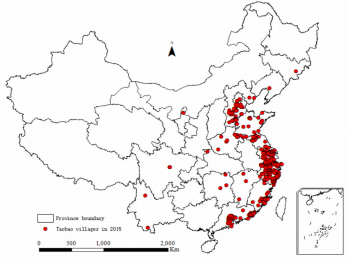 N
Province boundary
Taobao villages in 2015
0 500 1,000 2,000
Km